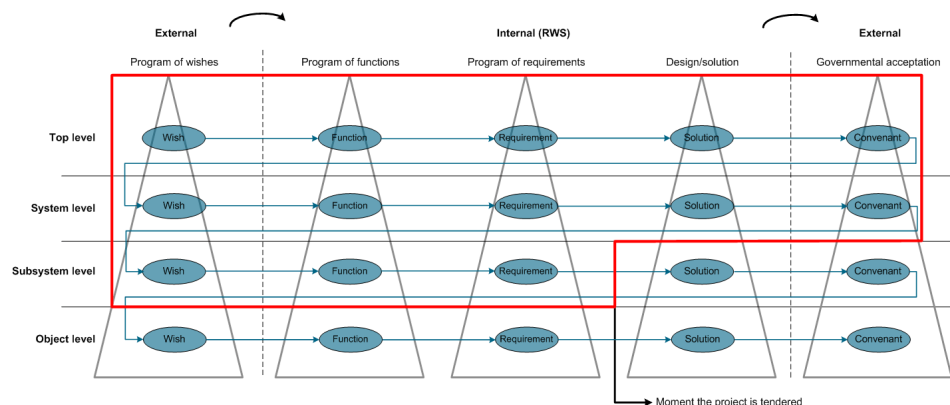 External Internal (RWS) External
Program of wishes Program of functions Program of requirements Design/solution Governmental acceptation
Top level Wish Function Requirement Solution Convenant
System level Wish Function Requirement Solution Convenant
Subsystem level Wish Function Requirement Solution Convenant
Object level Wish Function Requirement Solution Convenant
Moment the project is tendered